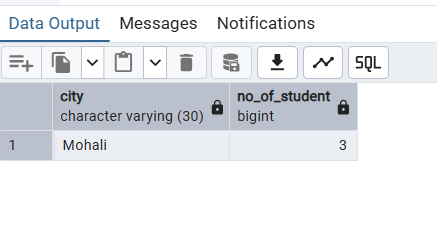 Data Output Messages Notifications
SQL
city no_of_student
character varying (30) bigint
1 Mohali 3